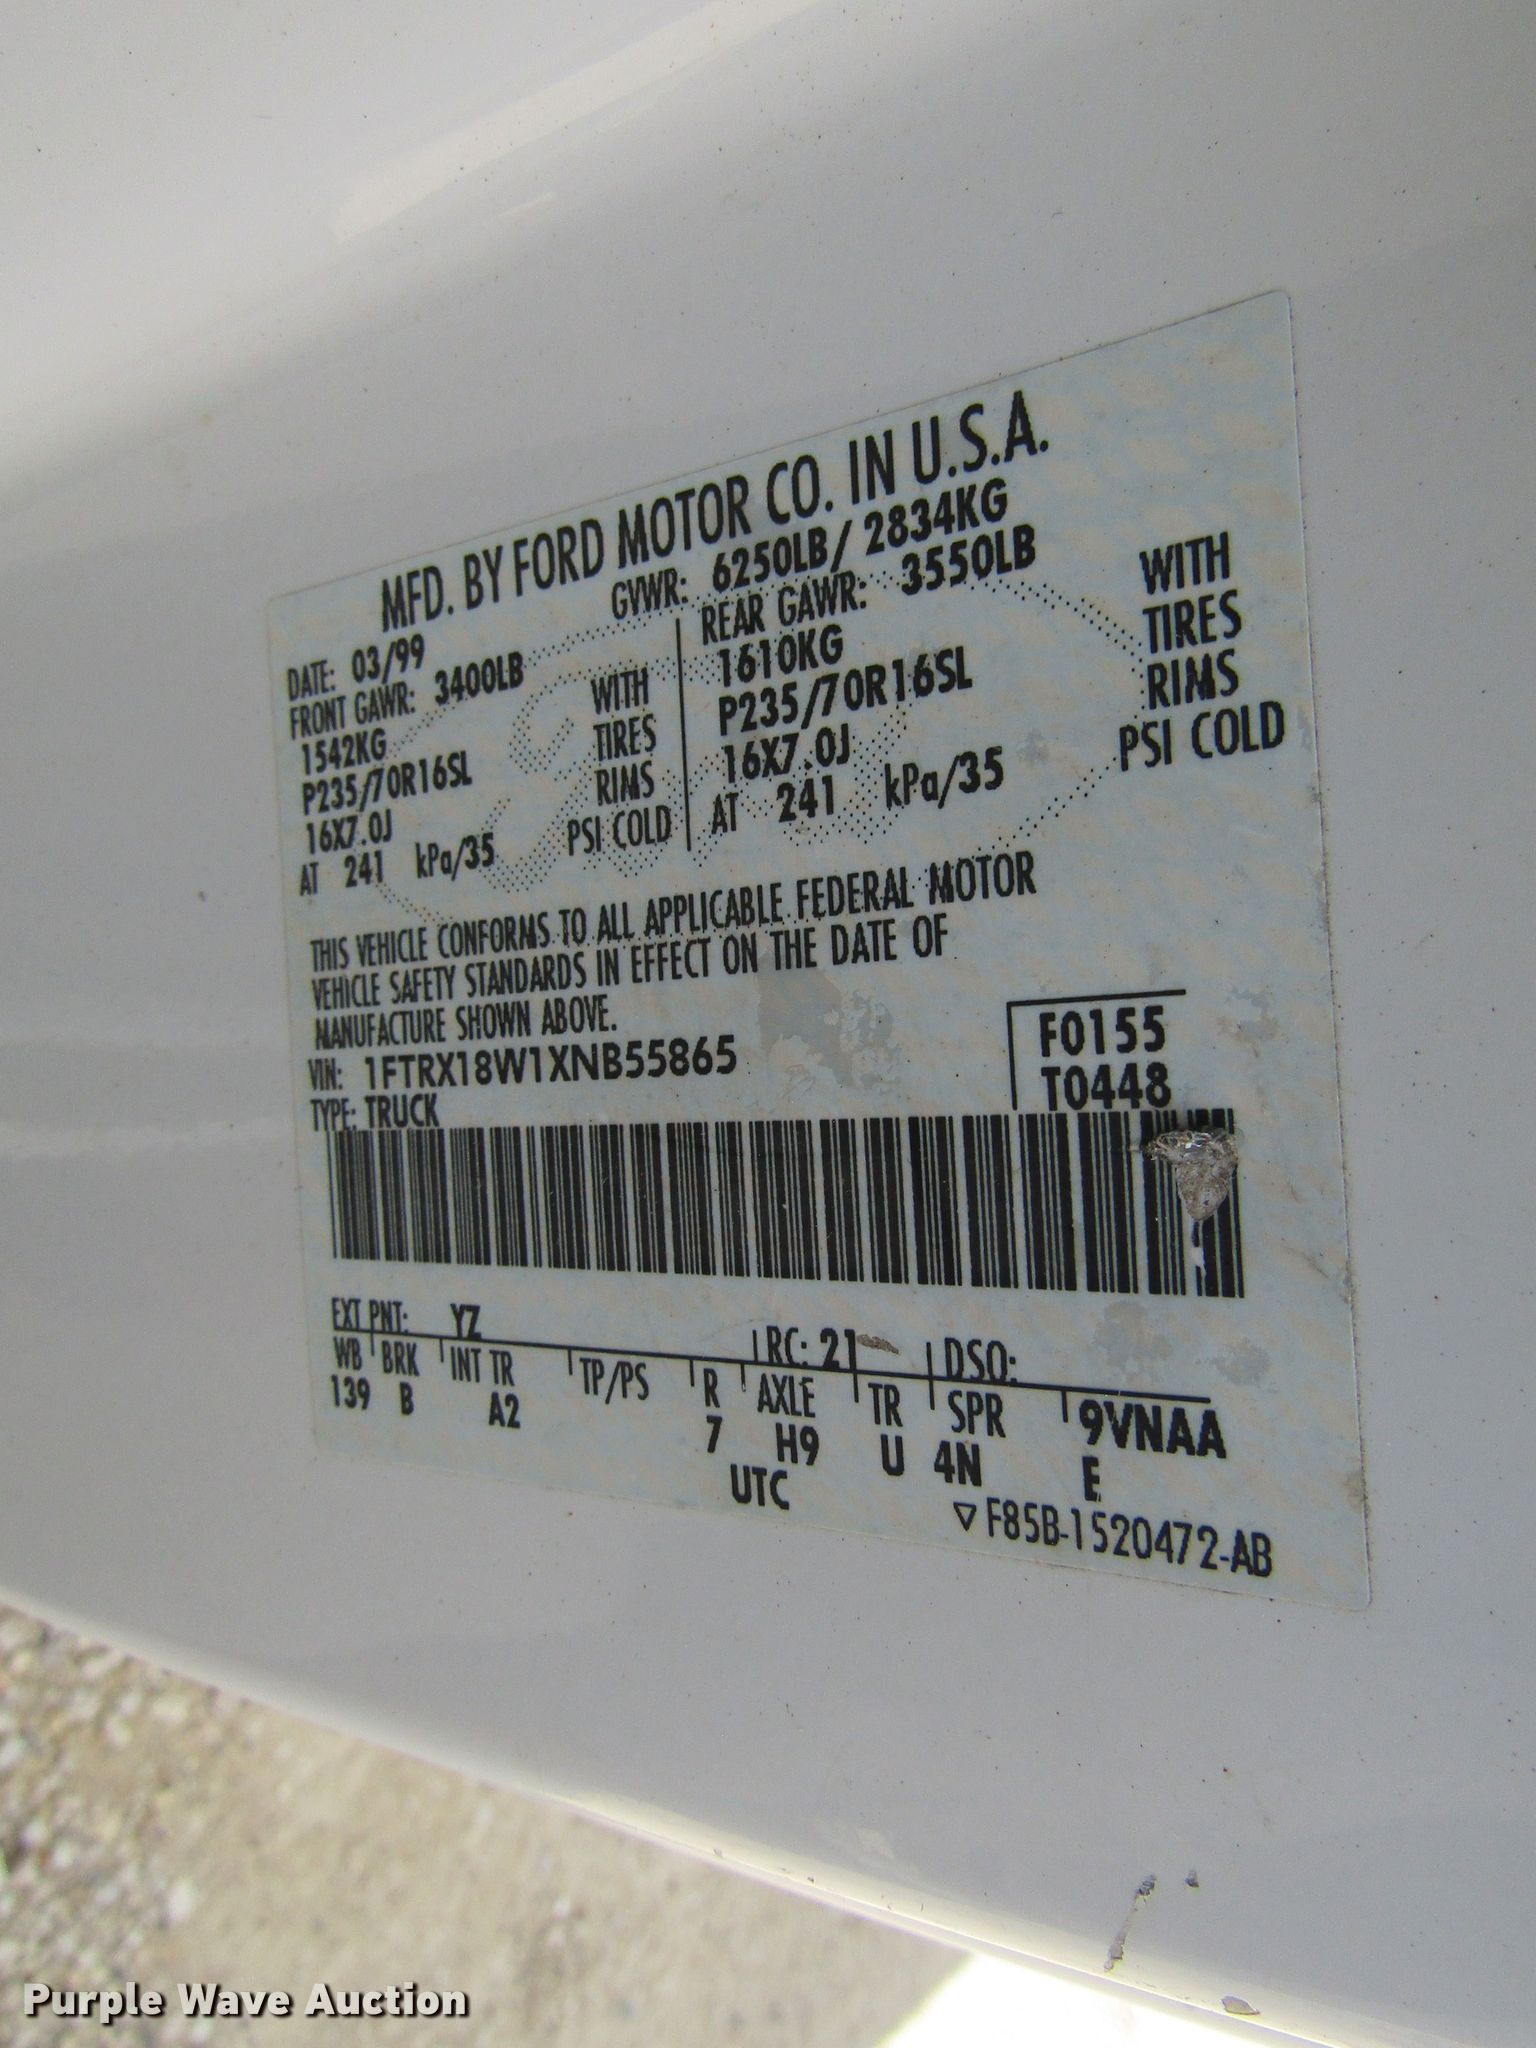 MFD. BY FORD MOTOR CO. IN U.S.A.
DATE: 03/99 GVWR: 6250LB/ 2834KG
FRONT GAWR: 3400LB REAR GAWR: 3550LB
1542KG WITH 1610KG WITH
P235/70R16SL TIRES P235/70R16SL TIRES
16X7.0J RIMS 16X7.0J RIMS
AT 241 kPa/35 PSI COLD AT 241 kPa/35 PSI COLD
THIS VEHICLE CONFORMS TO ALL APPLICABLE FEDERAL MOTOR
VEHICLE SAFETY STANDARDS IN EFFECT ON THE DATE OF
MANUFACTURE SHOWN ABOVE.
VIN: 1FTRX18W1XNB55865 F0155
TYPE: TRUCK T0448
EXT PNT: YZ RC: 21 DSO:
WB BRK INT TR TP/PS R AXLE TR SPR 9VNAA
139 B A2 7 H9 U 4N E
UTC ▽ F85B-1520472-AB
Purple Wave Auction